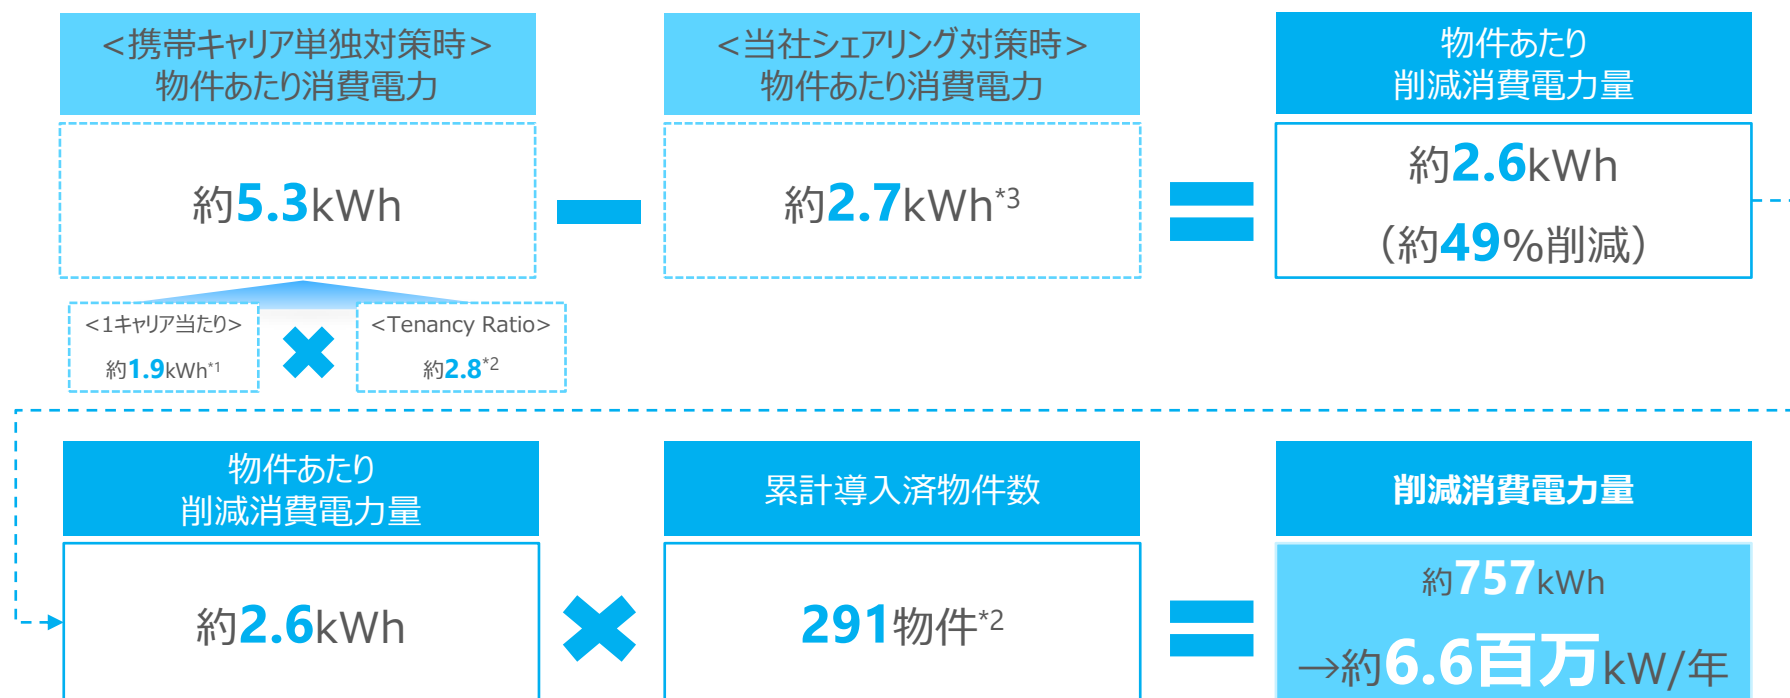 <携帯キャリア単独対策時>
物件あたり消費電力
<当社シェアリング対策時>
物件あたり消費電力
物件あたり
削減消費電力量
約5.3kWh
約2.7kWh*3
約2.6kWh
(約49%削減)
<1キャリア当たり>
約1.9kWh*1
<Tenancy Ratio>
約2.8*2
物件あたり
削減消費電力量
累計導入済物件数
削減消費電力量
約2.6kWh
291物件*2
約757kWh
→約6.6百万kW/年